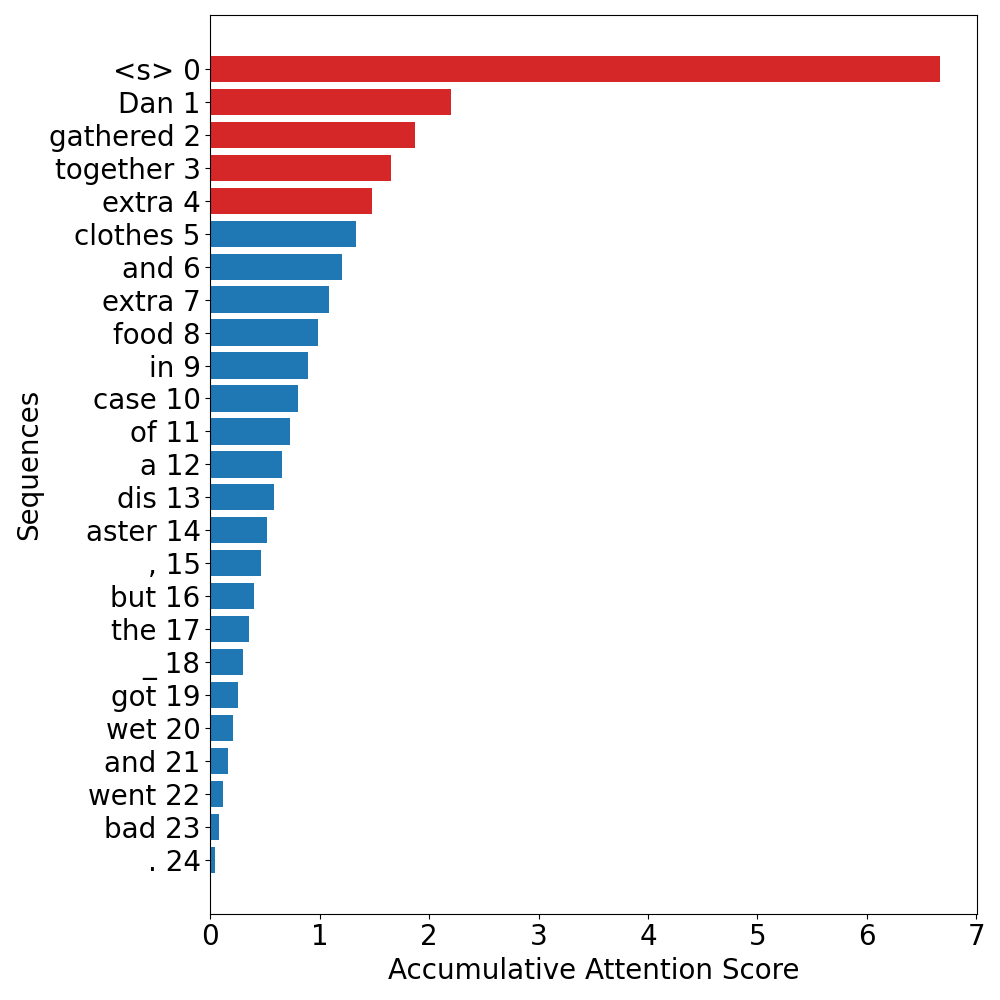 <s> 0
Dan 1
gathered 2
together 3
extra 4
clothes 5
and 6
extra 7
food 8
in 9
case 10
of 11
a 12
dis 13
aster 14
, 15
but 16
the 17
_ 18
got 19
wet 20
and 21
went 22
bad 23
. 24
Sequences
0 1 2 3 4 5 6 7
Accumulative Attention Score